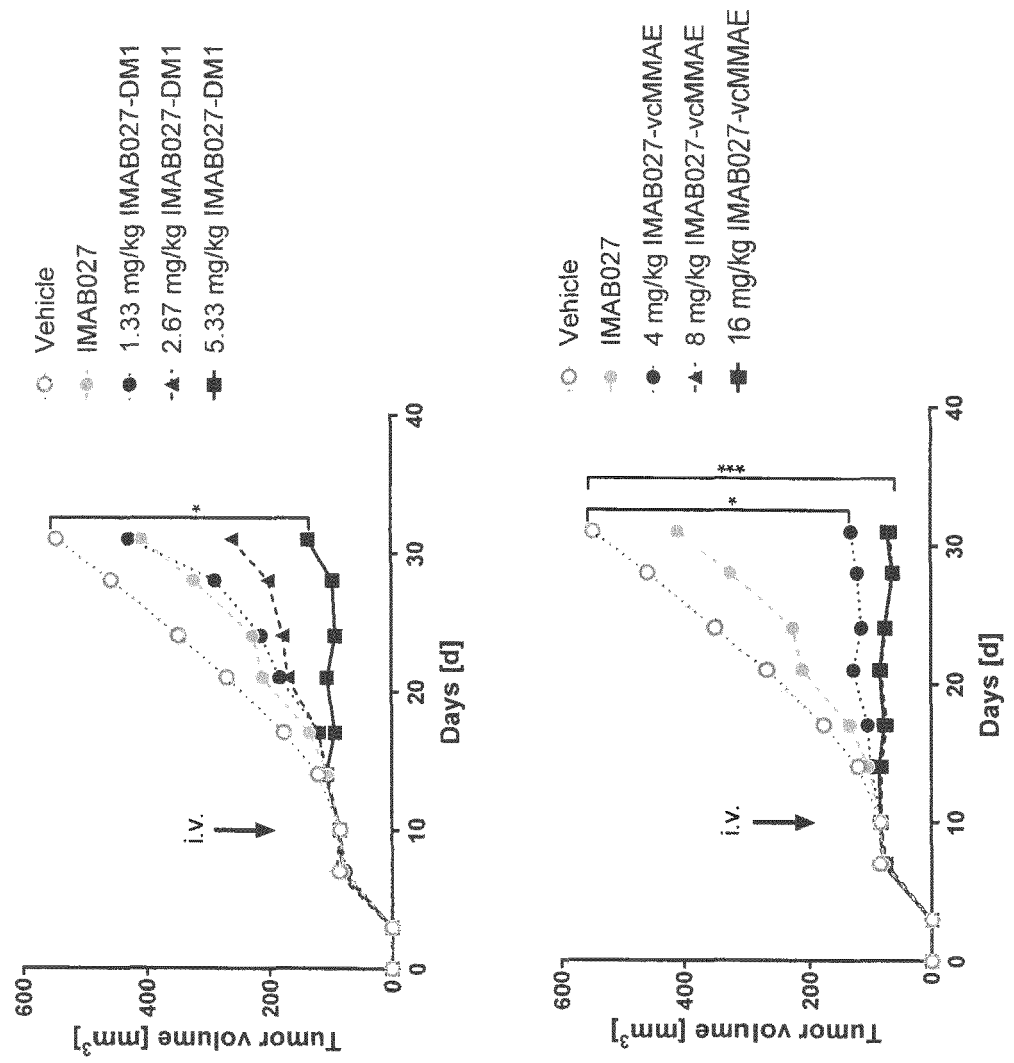 Tumor volume [mm³]
600
400
200
0
0
10
20
30
40
Days [d]
i.v.
*
Vehicle
IMAB027
1.33 mg/kg IMAB027-DM1
2.67 mg/kg IMAB027-DM1
5.33 mg/kg IMAB027-DM1
Tumor volume [mm³]
600
400
200
0
0
10
20
30
40
Days [d]
i.v.
*
***
Vehicle
IMAB027
4 mg/kg IMAB027-vcMMAE
8 mg/kg IMAB027-vcMMAE
16 mg/kg IMAB027-vcMMAE